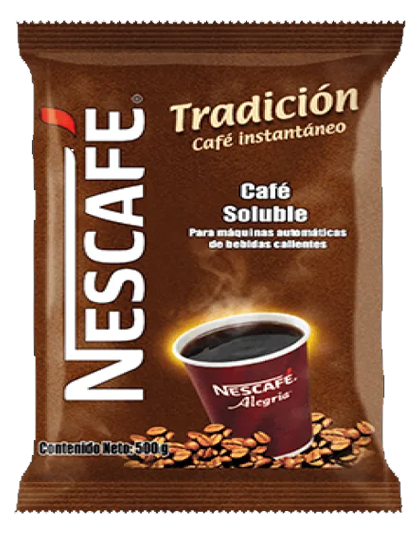 NESCAFÉ®
Tradición
Café instantáneo
Café
Soluble
Para máquinas automáticas
de bebidas calientes
NESCAFÉ®
Alegría
Contenido Neto: 500 g